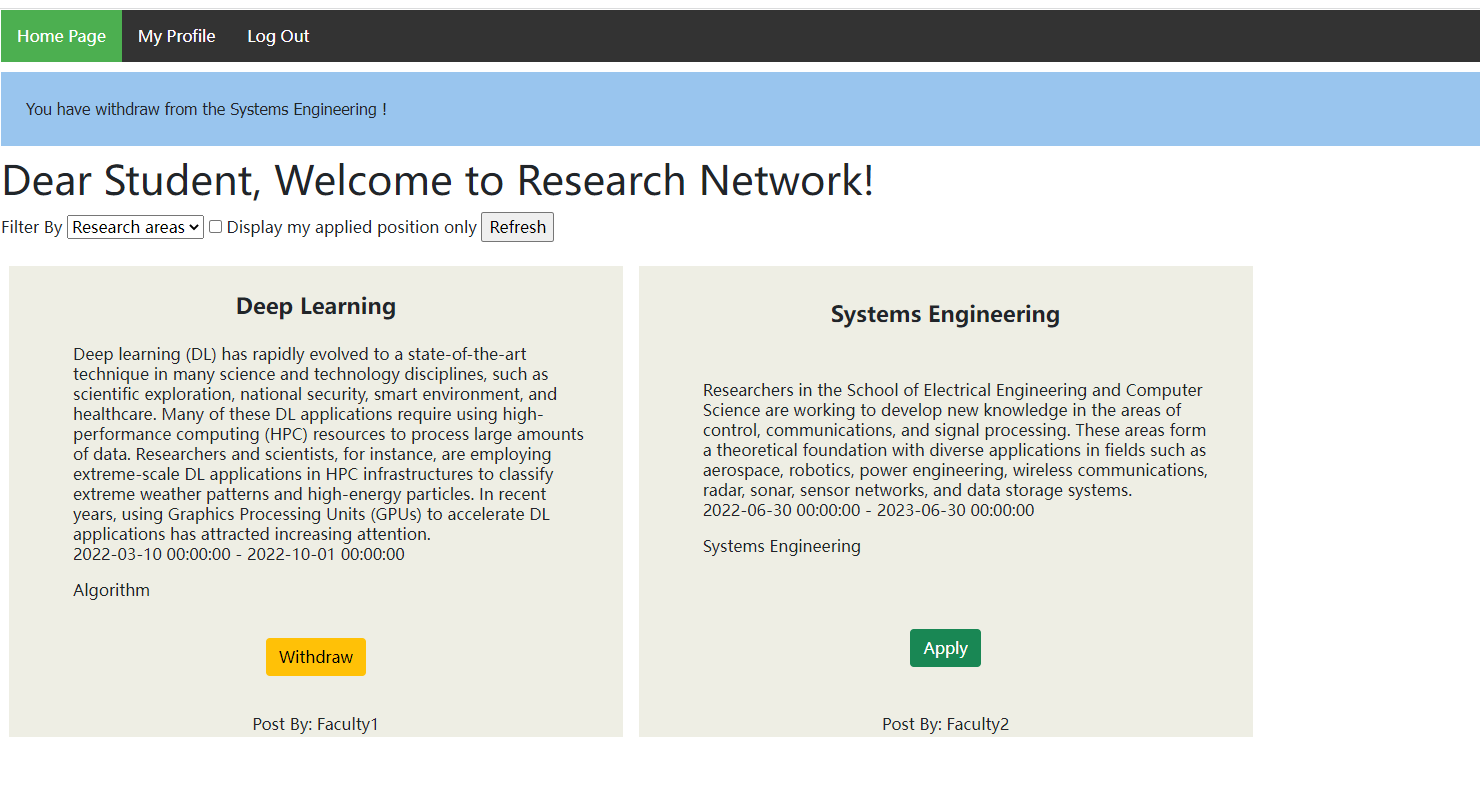 Home Page My Profile Log Out
You have withdraw from the Systems Engineering !
Dear Student, Welcome to Research Network!
Filter By Research areas Display my applied position only Refresh
Deep Learning
Deep learning (DL) has rapidly evolved to a state-of-the-art
technique in many science and technology disciplines, such as
scientific exploration, national security, smart environment, and
healthcare. Many of these DL applications require using high-
performance computing (HPC) resources to process large amounts
of data. Researchers and scientists, for instance, are employing
extreme-scale DL applications in HPC infrastructures to classify
extreme weather patterns and high-energy particles. In recent
years, using Graphics Processing Units (GPUs) to accelerate DL
applications has attracted increasing attention.
2022-03-10 00:00:00 - 2022-10-01 00:00:00
Algorithm
Withdraw
Post By: Faculty1
Systems Engineering
Researchers in the School of Electrical Engineering and Computer
Science are working to develop new knowledge in the areas of
control, communications, and signal processing. These areas form
a theoretical foundation with diverse applications in fields such as
aerospace, robotics, power engineering, wireless communications,
radar, sonar, sensor networks, and data storage systems.
2022-06-30 00:00:00 - 2023-06-30 00:00:00
Systems Engineering
Apply
Post By: Faculty2